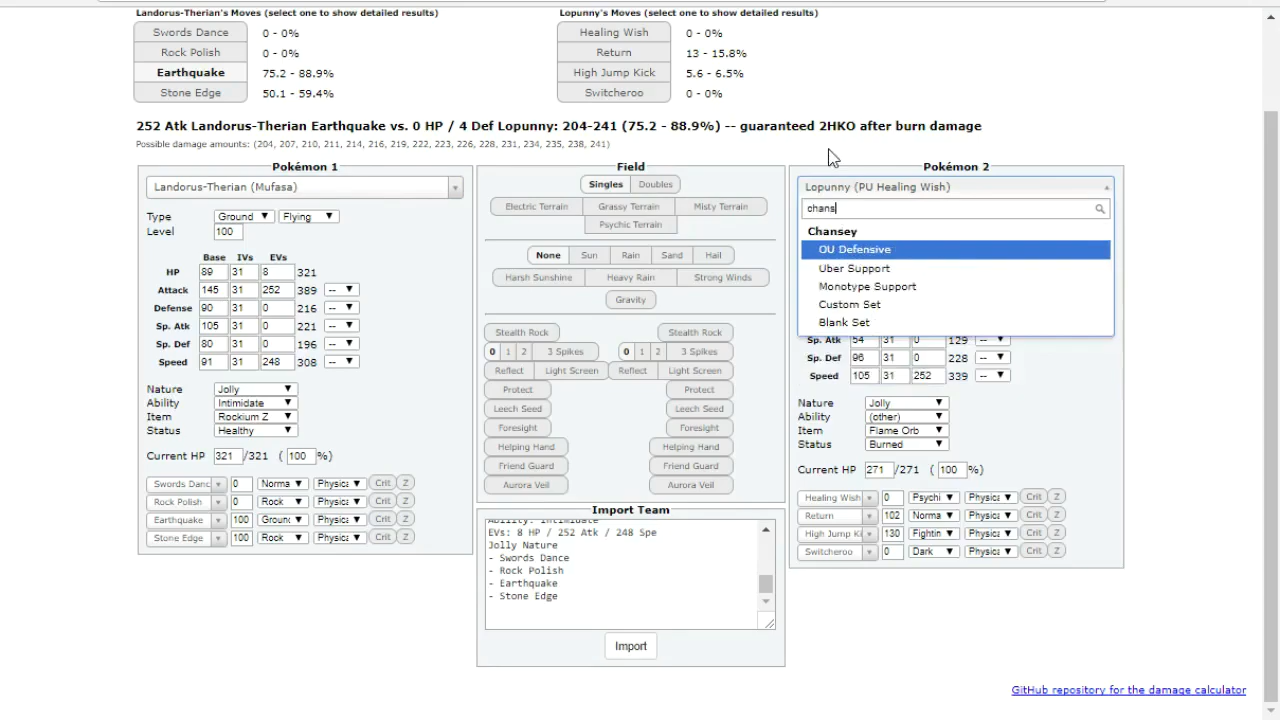 Landorus-Therian's Moves (select one to show detailed results)
Swords Dance 0 - 0%
Rock Polish 0 - 0%
Earthquake 75.2 - 88.9%
Stone Edge 50.1 - 59.4%
Lopunny's Moves (select one to show detailed results)
Healing Wish 0 - 0%
Return 13 - 15.8%
High Jump Kick 5.6 - 6.5%
Switcheroo 0 - 0%
252 Atk Landorus-Therian Earthquake vs. 0 HP / 4 Def Lopunny: 204-241 (75.2 - 88.9%) -- guaranteed 2HKO after burn damage
Possible damage amounts: (204, 207, 210, 211, 214, 216, 219, 222, 223, 226, 228, 231, 234, 235, 238, 241)
Pokémon 1
Landorus-Therian (Mufasa)
Type Ground Flying
Level 100
Base IVs EVs
HP 89 31 8 321
Attack 145 31 252 389 --
Defense 90 31 0 216 --
Sp. Atk 105 31 0 221 --
Sp. Def 80 31 0 196 --
Speed 91 31 248 308 --
Nature Jolly
Ability Intimidate
Item Rockium Z
Status Healthy
Current HP 321 /321 ( 100 %)
Swords Danc 0 Norma Physica Crit Z
Rock Polish 0 Rock Physica Crit Z
Earthquake 100 Ground Physica Crit Z
Stone Edge 100 Rock Physica Crit Z
Field
Singles Doubles
Electric Terrain Grassy Terrain Misty Terrain
Psychic Terrain
None Sun Rain Sand Hail
Harsh Sunshine Heavy Rain Strong Winds
Gravity
Stealth Rock Stealth Rock
0 1 2 3 Spikes 0 1 2 3 Spikes
Reflect Light Screen Reflect Light Screen
Protect Protect
Leech Seed Leech Seed
Foresight Foresight
Helping Hand Helping Hand
Friend Guard Friend Guard
Aurora Veil Aurora Veil
Import Team
Ability: Intimidate
EVs: 8 HP / 252 Atk / 248 Spe
Jolly Nature
- Swords Dance
- Rock Polish
- Earthquake
- Stone Edge
Import
Pokémon 2
Lopunny (PU Healing Wish)
chans
Chansey
OU Defensive
Uber Support
Monotype Support
Custom Set
Blank Set
Sp. Atk 54 31 0 129 --
Sp. Def 96 31 0 228 --
Speed 105 31 252 339 --
Nature Jolly
Ability (other)
Item Flame Orb
Status Burned
Current HP 271 /271 ( 100 %)
Healing Wish 0 Psychi Physica Crit Z
Return 102 Norma Physica Crit Z
High Jump Ki 130 Fightin Physica Crit Z
Switcheroo 0 Dark Physica Crit Z
GitHub repository for the damage calculator